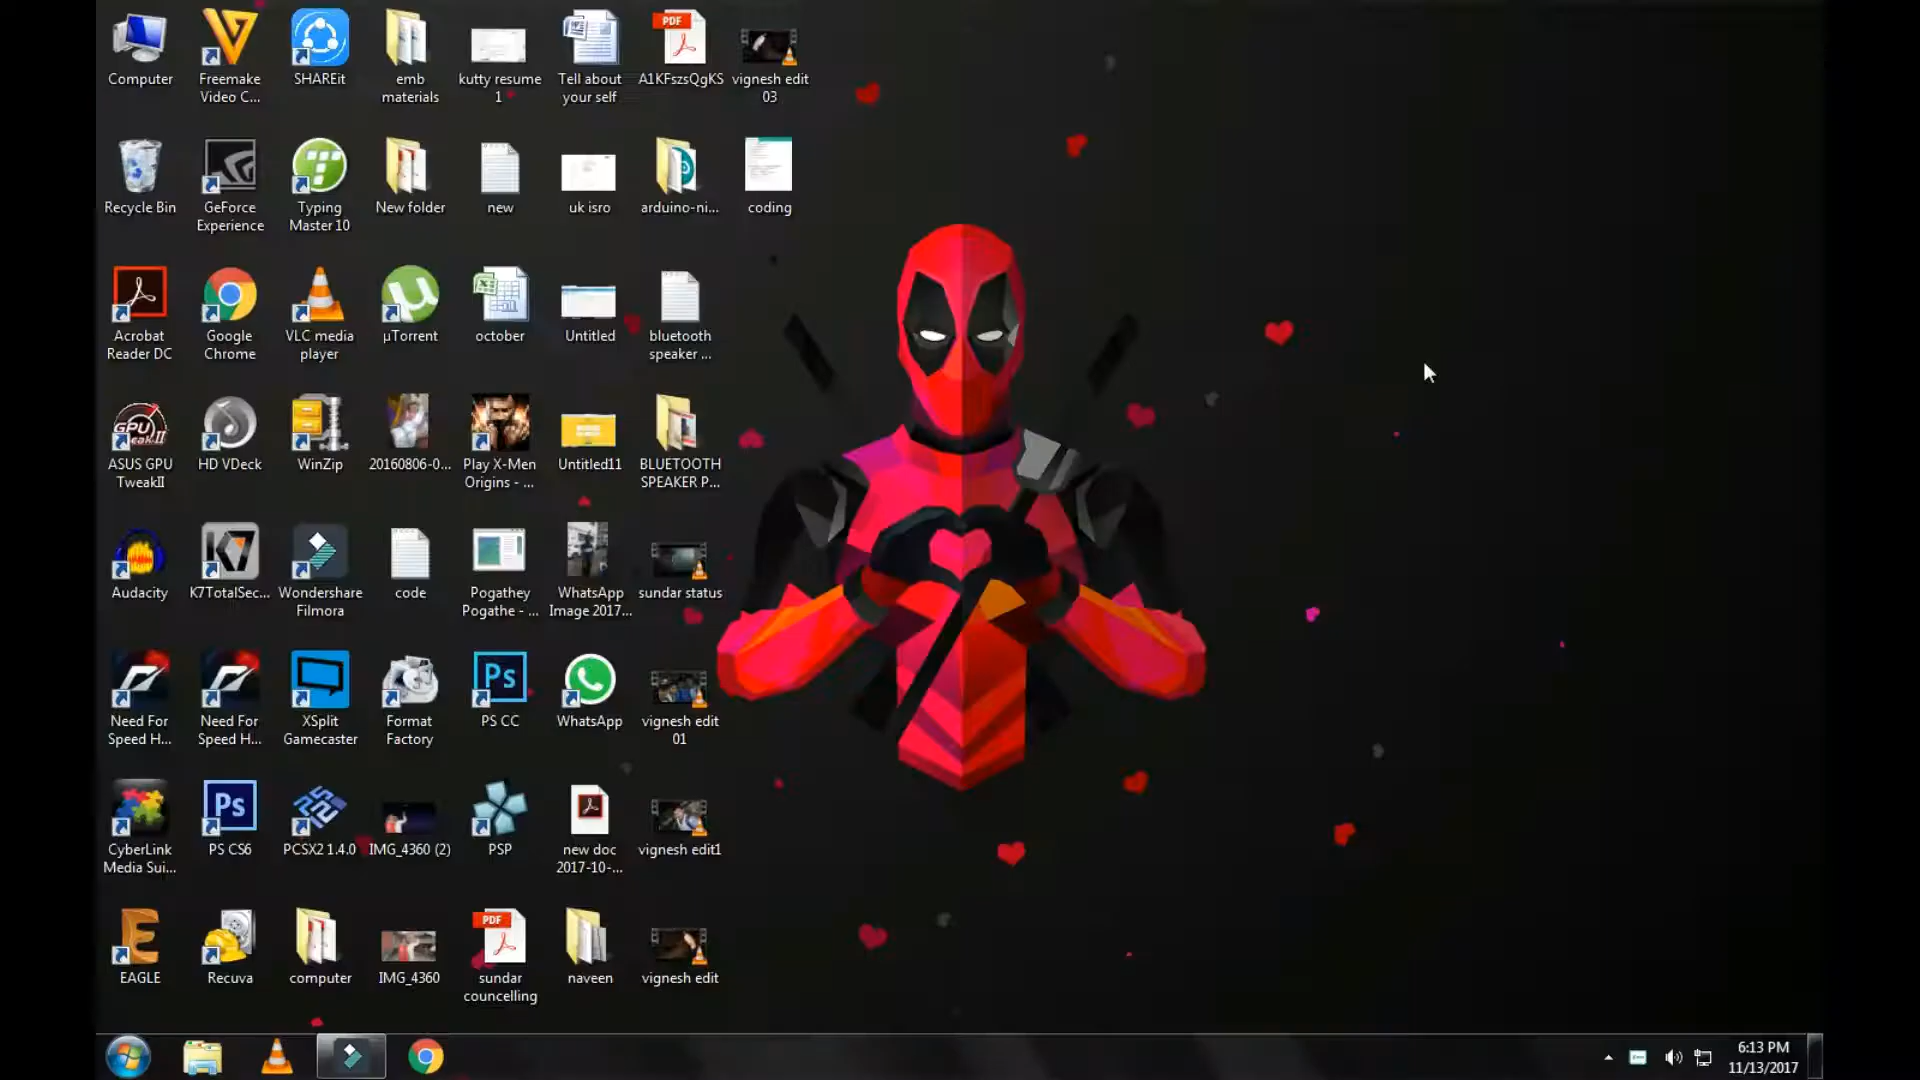 Computer
Freemake
Video C...
SHAREit
emb
materials
kutty resume
1
Tell about
your self
PDF
A1KFszsQgKS
vignesh edit
03
Recycle Bin
GeForce
Experience
Typing
Master 10
New folder
new
uk isro
arduino-ni...
coding
Acrobat
Reader DC
Google
Chrome
VLC media
player
µTorrent
october
Untitled
bluetooth
speaker ...
ASUS GPU
TweakII
HD VDeck
WinZip
20160806-0...
Play X-Men
Origins - ...
Untitled11
BLUETOOTH
SPEAKER P...
Audacity
K7TotalSec...
Wondershare
Filmora
code
Pogathey
Pogathe - ...
WhatsApp
Image 2017...
sundar status
Need For
Speed H...
Need For
Speed H...
XSplit
Gamecaster
Format
Factory
Ps
PS CC
WhatsApp
vignesh edit
01
CyberLink
Media Sui...
Ps
PS CS6
PCSX2 1.4.0
IMG_4360 (2)
PSP
new doc
2017-10-...
vignesh edit1
EAGLE
Recuva
computer
IMG_4360
PDF
sundar
councelling
naveen
vignesh edit
6:13 PM
11/13/2017